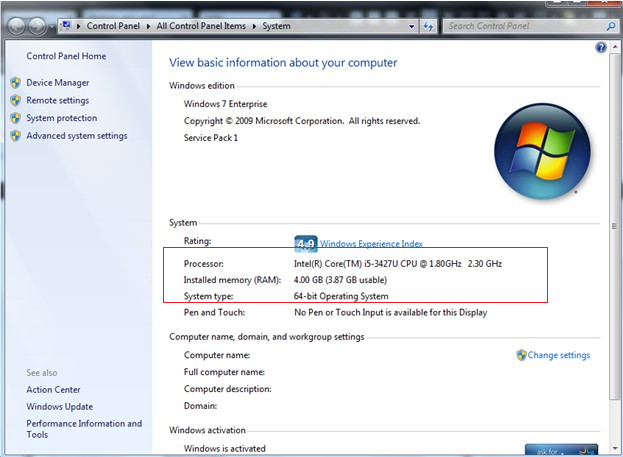 Control Panel ▸ All Control Panel Items ▸ System
Search Control Panel
Control Panel Home
Device Manager
Remote settings
System protection
Advanced system settings
See also
Action Center
Windows Update
Performance Information and
Tools
View basic information about your computer
Windows edition
Windows 7 Enterprise
Copyright © 2009 Microsoft Corporation. All rights reserved.
Service Pack 1
System
Rating: 4.9 Windows Experience Index
Processor: Intel(R) Core(TM) i5-3427U CPU @ 1.80GHz 2.30 GHz
Installed memory (RAM): 4.00 GB (3.87 GB usable)
System type: 64-bit Operating System
Pen and Touch: No Pen or Touch Input is available for this Display
Computer name, domain, and workgroup settings
Computer name: Change settings
Full computer name:
Computer description:
Domain:
Windows activation
Windows is activated
ask for